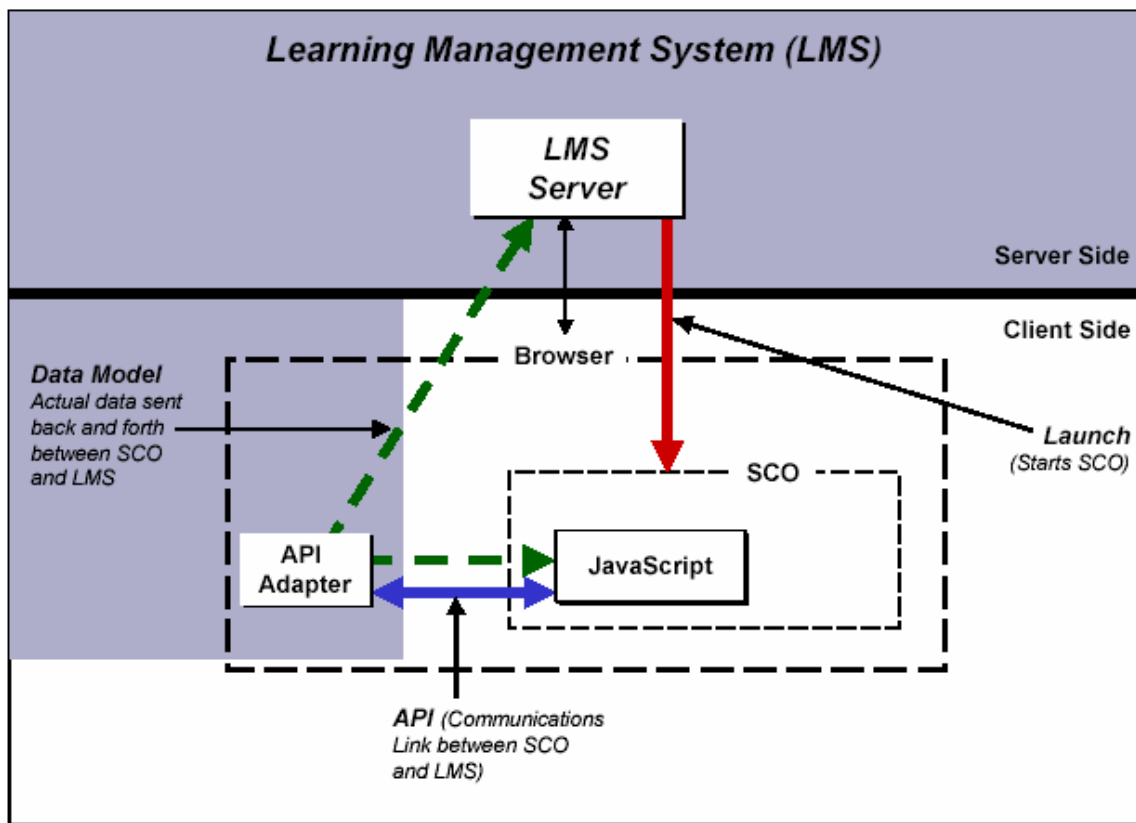 Learning Management System (LMS)
LMS
Server
Server Side
Client Side
Browser
Data Model
Actual data sent
back and forth
between SCO
and LMS
Launch
(Starts SCO)
SCO
API
Adapter
JavaScript
API (Communications
Link between SCO
and LMS)